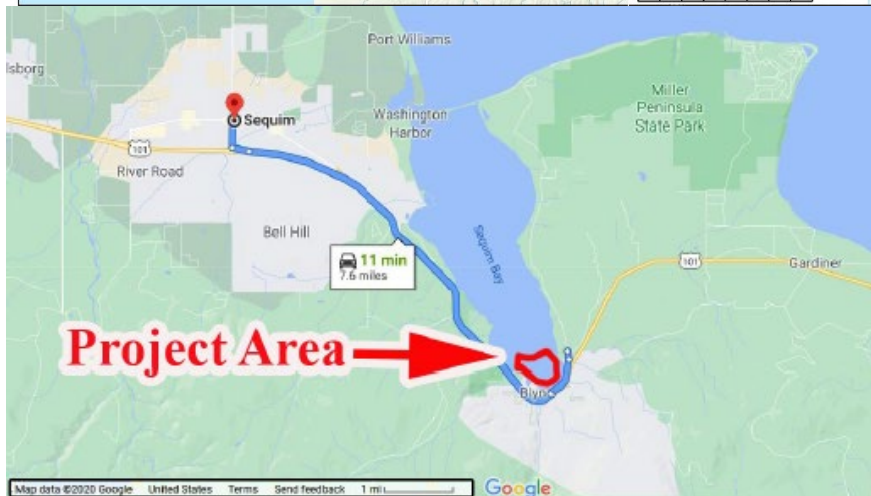 Port Williams
lsborg
Miller
Peninsula
State Park
Washington
Harbor
Sequim
101
River Road
Bell Hill
Sequim Bay
11 min
7.6 miles
101
Gardiner
Project Area
Blyn
Map data ©2020 Google United States Terms Send feedback 1 mi
Google